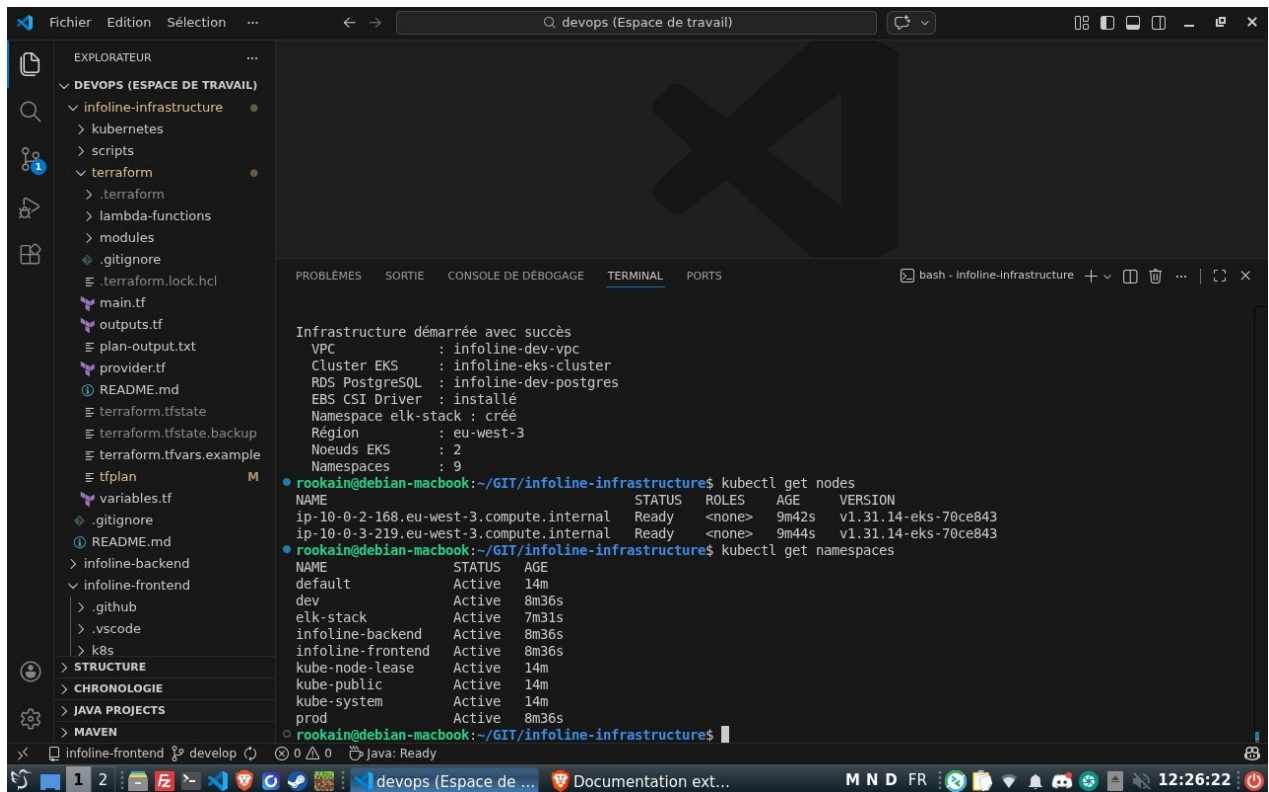 Fichier Edition Sélection ···
devops (Espace de travail)
EXPLORATEUR ···
DEVOPS (ESPACE DE TRAVAIL)
infoline-infrastructure
kubernetes
scripts
1
terraform
.terraform
lambda-functions
modules
.gitignore
.terraform.lock.hcl
main.tf
outputs.tf
plan-output.txt
provider.tf
README.md
terraform.tfstate
terraform.tfstate.backup
terraform.tfvars.example
tfplan M
variables.tf
.gitignore
README.md
infoline-backend
infoline-frontend
.github
.vscode
k8s
STRUCTURE
CHRONOLOGIE
JAVA PROJECTS
MAVEN
PROBLÈMES SORTIE CONSOLE DE DÉBOGAGE TERMINAL PORTS
bash - infoline-infrastructure
Infrastructure démarrée avec succès
VPC : infoline-dev-vpc
Cluster EKS : infoline-eks-cluster
RDS PostgreSQL : infoline-dev-postgres
EBS CSI Driver : installé
Namespace elk-stack : créé
Région : eu-west-3
Noeuds EKS : 2
Namespaces : 9
rookain@debian-macbook:~/GIT/infoline-infrastructure$ kubectl get nodes
NAME STATUS ROLES AGE VERSION
ip-10-0-2-168.eu-west-3.compute.internal Ready <none> 9m42s v1.31.14-eks-70ce843
ip-10-0-3-219.eu-west-3.compute.internal Ready <none> 9m44s v1.31.14-eks-70ce843
rookain@debian-macbook:~/GIT/infoline-infrastructure$ kubectl get namespaces
NAME STATUS AGE
default Active 14m
dev Active 8m36s
elk-stack Active 7m31s
infoline-backend Active 8m36s
infoline-frontend Active 8m36s
kube-node-lease Active 14m
kube-public Active 14m
kube-system Active 14m
prod Active 8m36s
rookain@debian-macbook:~/GIT/infoline-infrastructure$
infoline-frontend develop 0 0 Java: Ready
1 2 devops (Espace de ... Documentation ext... M N D FR 12:26:22